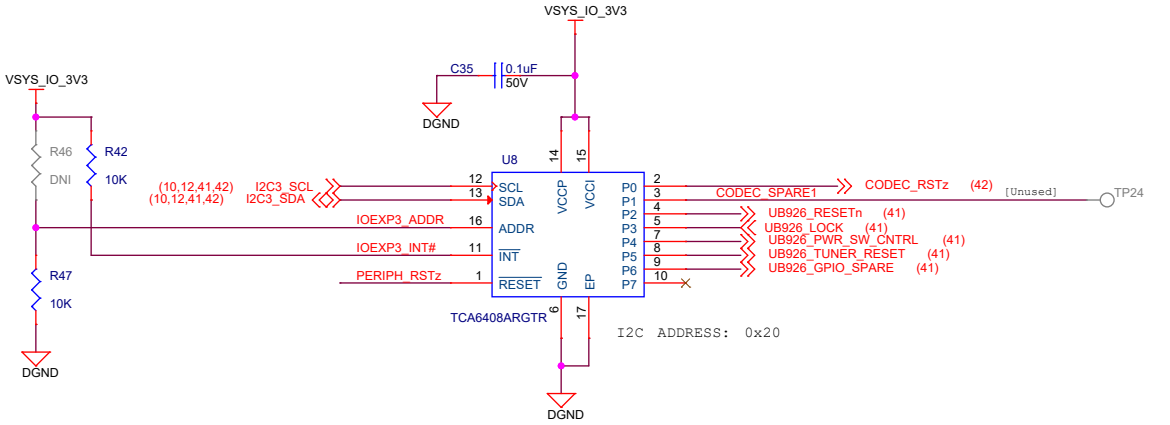 VSYS_IO_3V3
C35
0.1uF
50V
DGND
VSYS_IO_3V3
R46
DNI
R42
10K
R47
10K
DGND
(10,12,41,42) I2C3_SCL
(10,12,41,42) I2C3_SDA
IOEXP3_ADDR
IOEXP3_INT#
PERIPH_RSTz
U8
14
15
12
13
16
11
1
VCCP
VCCI
SCL
SDA
ADDR
INT
RESET
GND
EP
P0
P1
P2
P3
P4
P5
P6
P7
2
3
4
5
7
8
9
10
6
17
TCA6408ARGTR
DGND
CODEC_RSTz (42)
CODEC_SPARE1
[Unused]
TP24
UB926_RESETn (41)
UB926_LOCK (41)
UB926_PWR_SW_CNTRL (41)
UB926_TUNER_RESET (41)
UB926_GPIO_SPARE (41)
I2C ADDRESS: 0x20